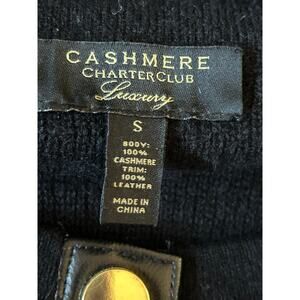 CASHMERE
CHARTER CLUB
Luxury
S
BODY:
100%
CASHMERE
TRIM:
100%
LEATHER
MADE IN
CHINA